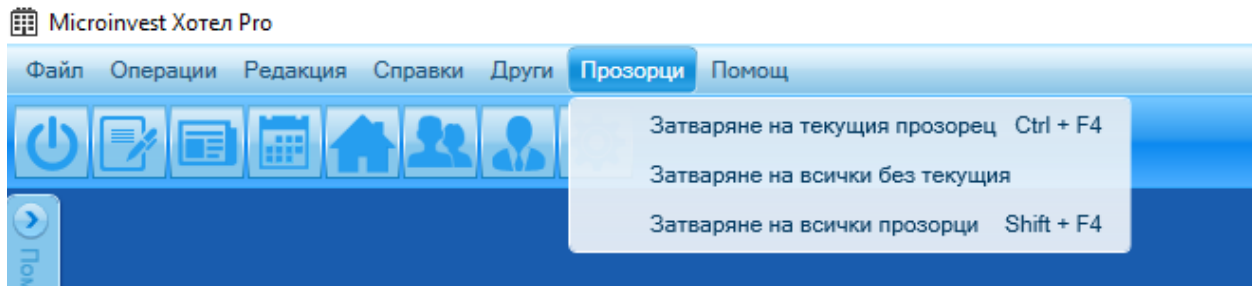 Microinvest Хотел Pro
Файл Операции Редакция Справки Други Прозорци Помощ
Затваряне на текущия прозорец Ctrl + F4
Затваряне на всички без текущия
Затваряне на всички прозорци Shift + F4